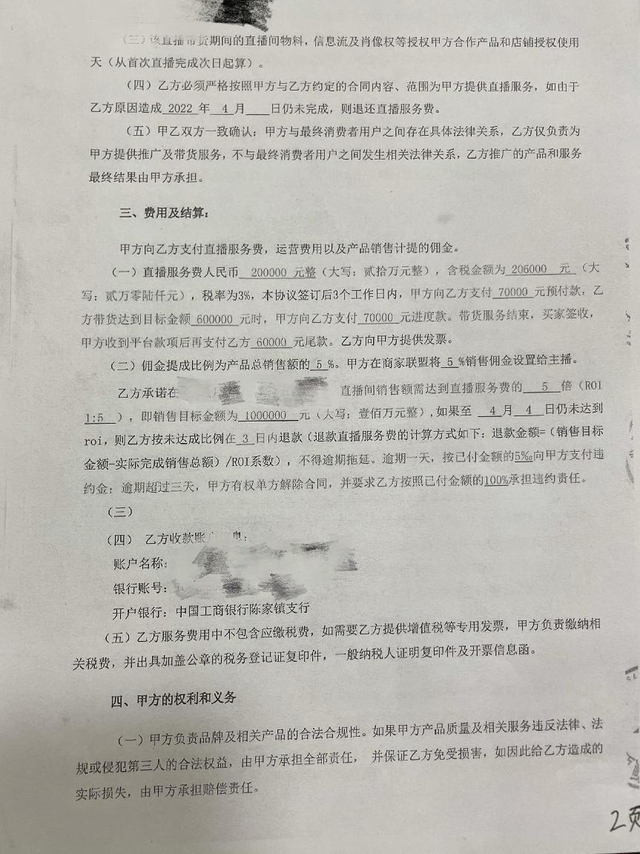 （三）该直播带货期间的直播间物料，信息流及肖像权等授权甲方合作产品和店铺授权使用
天（从首次直播完成次日起算）。
（四）乙方必须严格按照甲方与乙方约定的合同内容、范围为甲方提供直播服务，如由于
乙方原因造成 2022 年 4 月 日仍未完成，则退还直播服务费。
（五）甲乙双方一致确认：甲方与最终消费者用户之间存在具体法律关系，乙方仅负责为
甲方提供推广及带货服务，不与最终消费者用户之间发生相关法律关系，乙方推广的产品和服务
最终结果由甲方承担。
三、费用及结算：
甲方向乙方支付直播服务费，运营费用以及产品销售计提的佣金。
（一）直播服务费人民币 200000 元整（大写：贰拾万元整），含税金额为 206000 元（大
写：贰万零陆仟元），税率为3%，本协议签订后3个工作日内，甲方向乙方支付 70000 元预付款；乙
方带货达到目标金额 600000 元时，甲方向乙方支付 70000 元进度款。带货服务结束，买家签收，
甲方收到平台款项后再支付乙方 60000 元尾款。乙方向甲方提供发票。
（二）佣金提成比例为产品总销售额的 5 %。甲方在商家联盟将 5 %销售佣金设置给主播。
乙方承诺在 直播间销售额需达到直播服务费的 5 倍（ROI
1:5 ），即销售目标金额为 1000000 元（大写：壹佰万元整）,如果至 4 月 4 日仍未达到
roi，则乙方按未达成比例在 3 日内退款（退款直播服务费的计算方式如下：退款金额=（销售目标
金额-实际完成销售总额）/ROI系数），不得逾期拖延。逾期一天，按已付金额的5‰向甲方支付违
约金；逾期超过三天，甲方有权单方解除合同，并要求乙方按照已付金额的100%承担违约责任。
（三）
（四） 乙方收款账 息：
账户名称：
银行账号：
开户银行：中国工商银行陈家镇支行
（五）乙方服务费用中不包含应缴税费，如需要乙方提供增值税等专用发票，甲方负责缴纳相
关税费，并出具加盖公章的税务登记证复印件，一般纳税人证明复印件及开票信息函。
四、甲方的权利和义务
（一）甲方负责品牌及相关产品的合法合规性。如果甲方产品质量及相关服务违反法律、法
规或侵犯第三人的合法权益，由甲方承担全部责任， 并保证乙方免受损害，如因此给乙方造成的
实际损失，由甲方承担赔偿责任。
2页